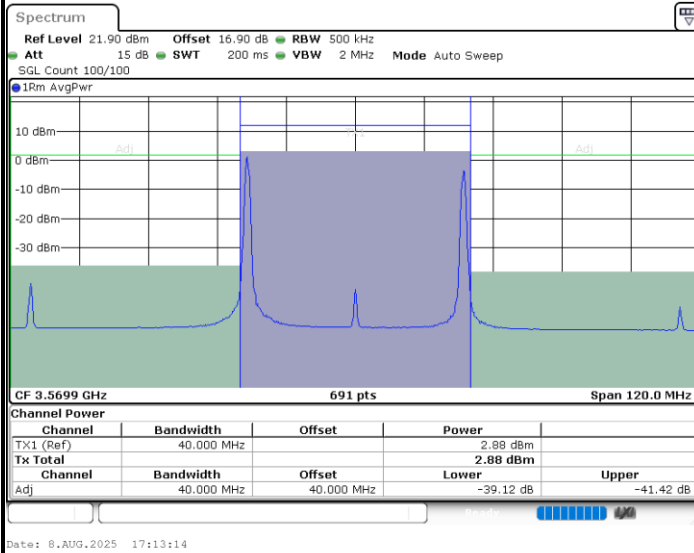 Spectrum
Ref Level 21.90 dBm Offset 16.90 dB RBW 500 kHz
Att 15 dB SWT 200 ms VBW 2 MHz Mode Auto Sweep
SGL Count 100/100
1Rm AvgPwr
10 dBm
Adj Adj
0 dBm
-10 dBm
-20 dBm
-30 dBm
CF 3.5699 GHz 691 pts Span 120.0 MHz
Channel Power
Channel Bandwidth Offset Power
TX1 (Ref) 40.000 MHz 2.88 dBm
Tx Total 2.88 dBm
Channel Bandwidth Offset Lower Upper
Adj 40.000 MHz 40.000 MHz -39.12 dB -41.42 dB
Ready
Date: 8.AUG.2025 17:13:14